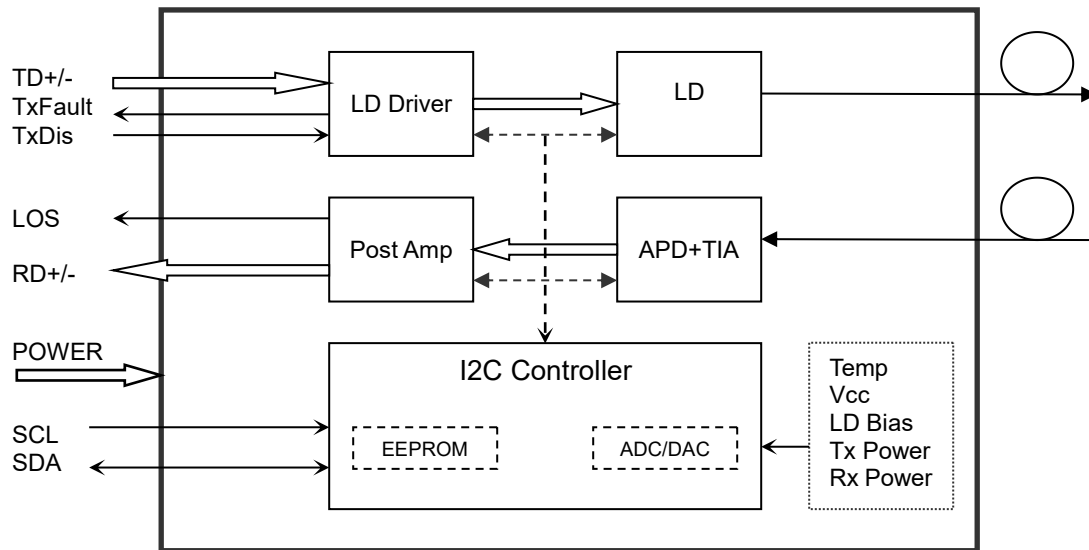 TD+/-
TxFault
TxDis
LD Driver
LD
LOS
RD+/-
Post Amp
APD+TIA
POWER
SCL
SDA
I2C Controller
EEPROM
ADC/DAC
Temp
Vcc
LD Bias
Tx Power
Rx Power